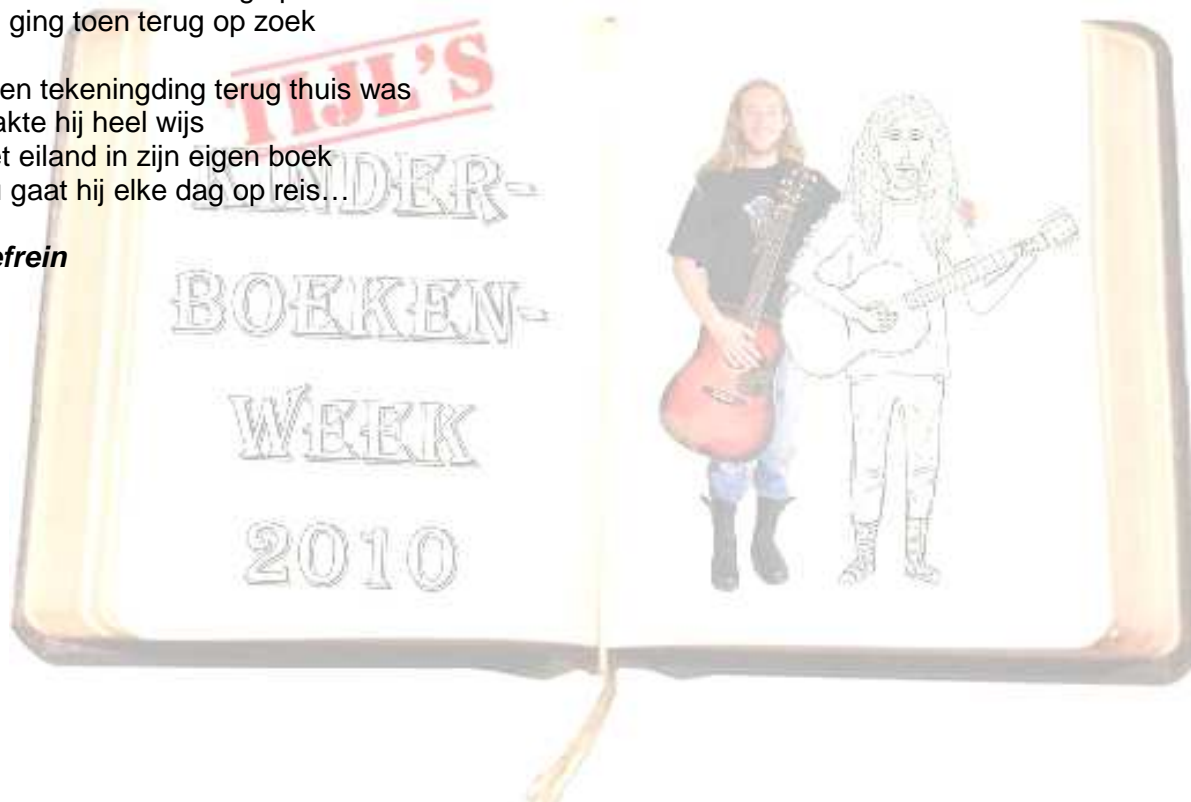 ging toen terug op zoek
en tekeningding terug thuis was
akte hij heel wijs
t eiland in zijn eigen boek
gaat hij elke dag op reis…
efrein
TIJL'S
KINDER-
BOEKEN-
WEEK
2010